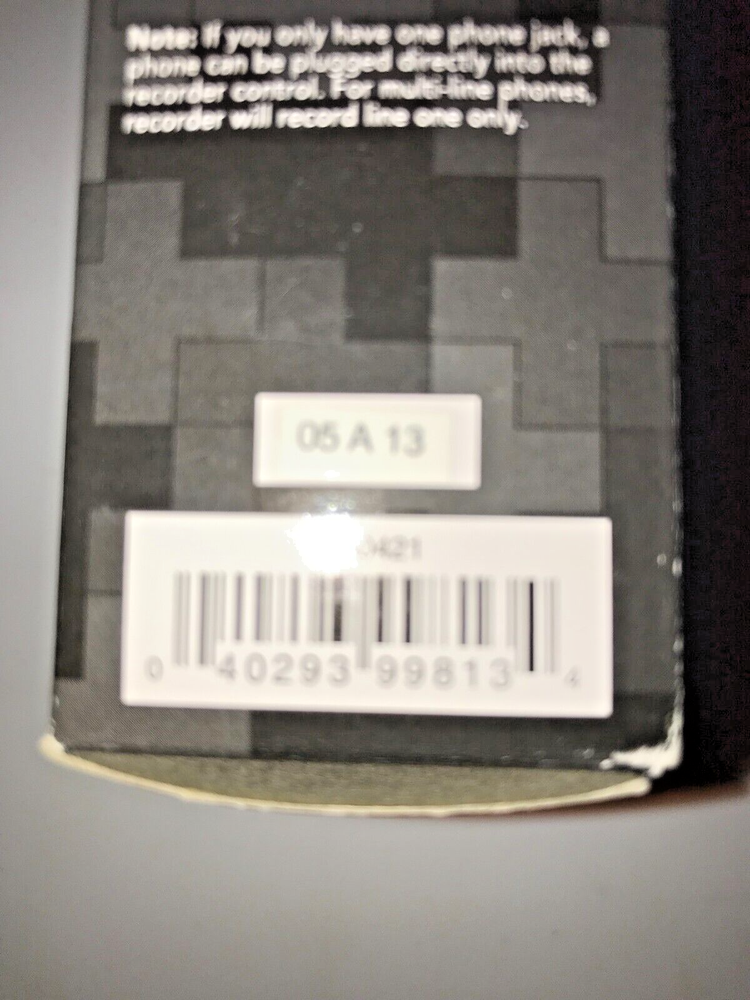 Note: If you only have one phone jack, a
phone can be plugged directly into the
recorder control. For multi-line phones,
recorder will record line one only.
05 A 13
0 40293 99813 4